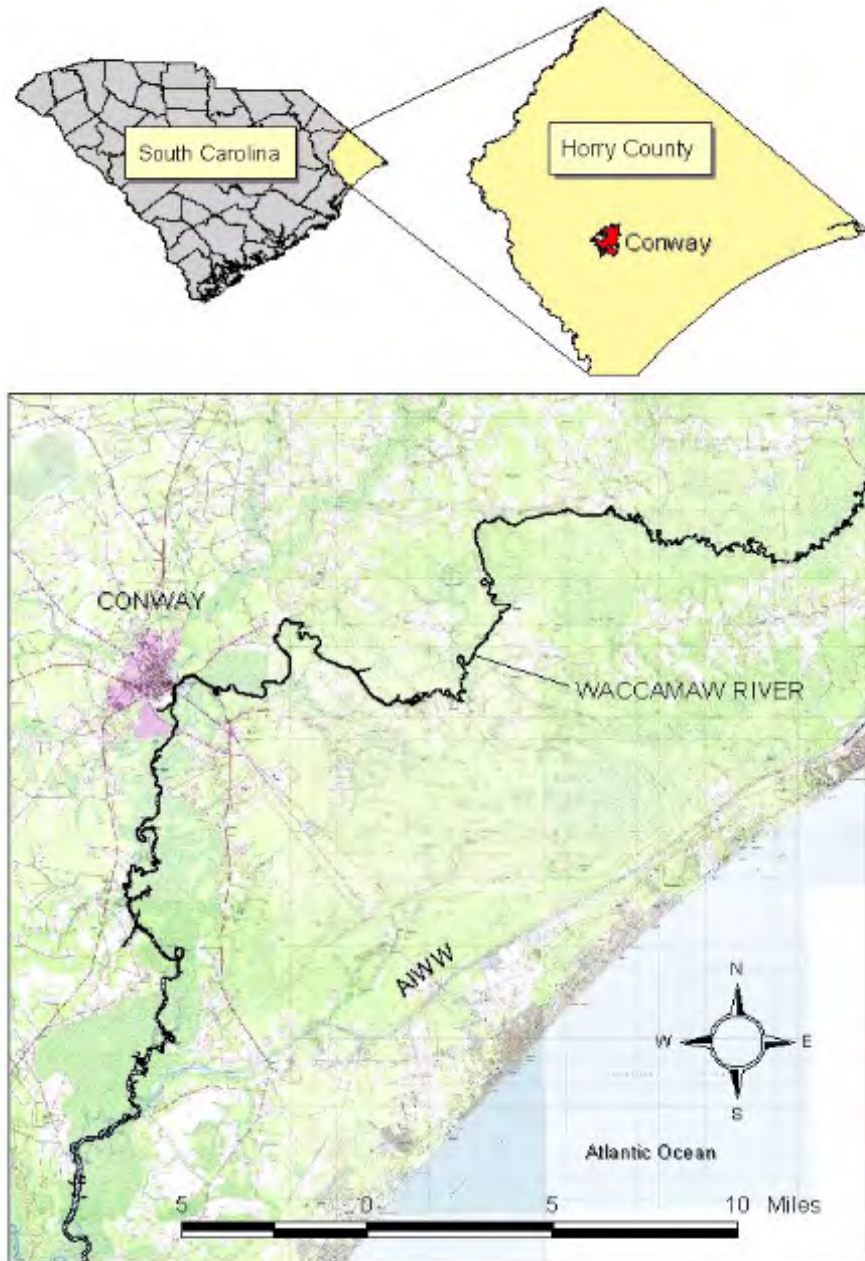 South Carolina
Horry County
Conway
CONWAY
WACCAMAW RIVER
AIWW
N
W E
S
Atlantic Ocean
5 0 5 10 Miles